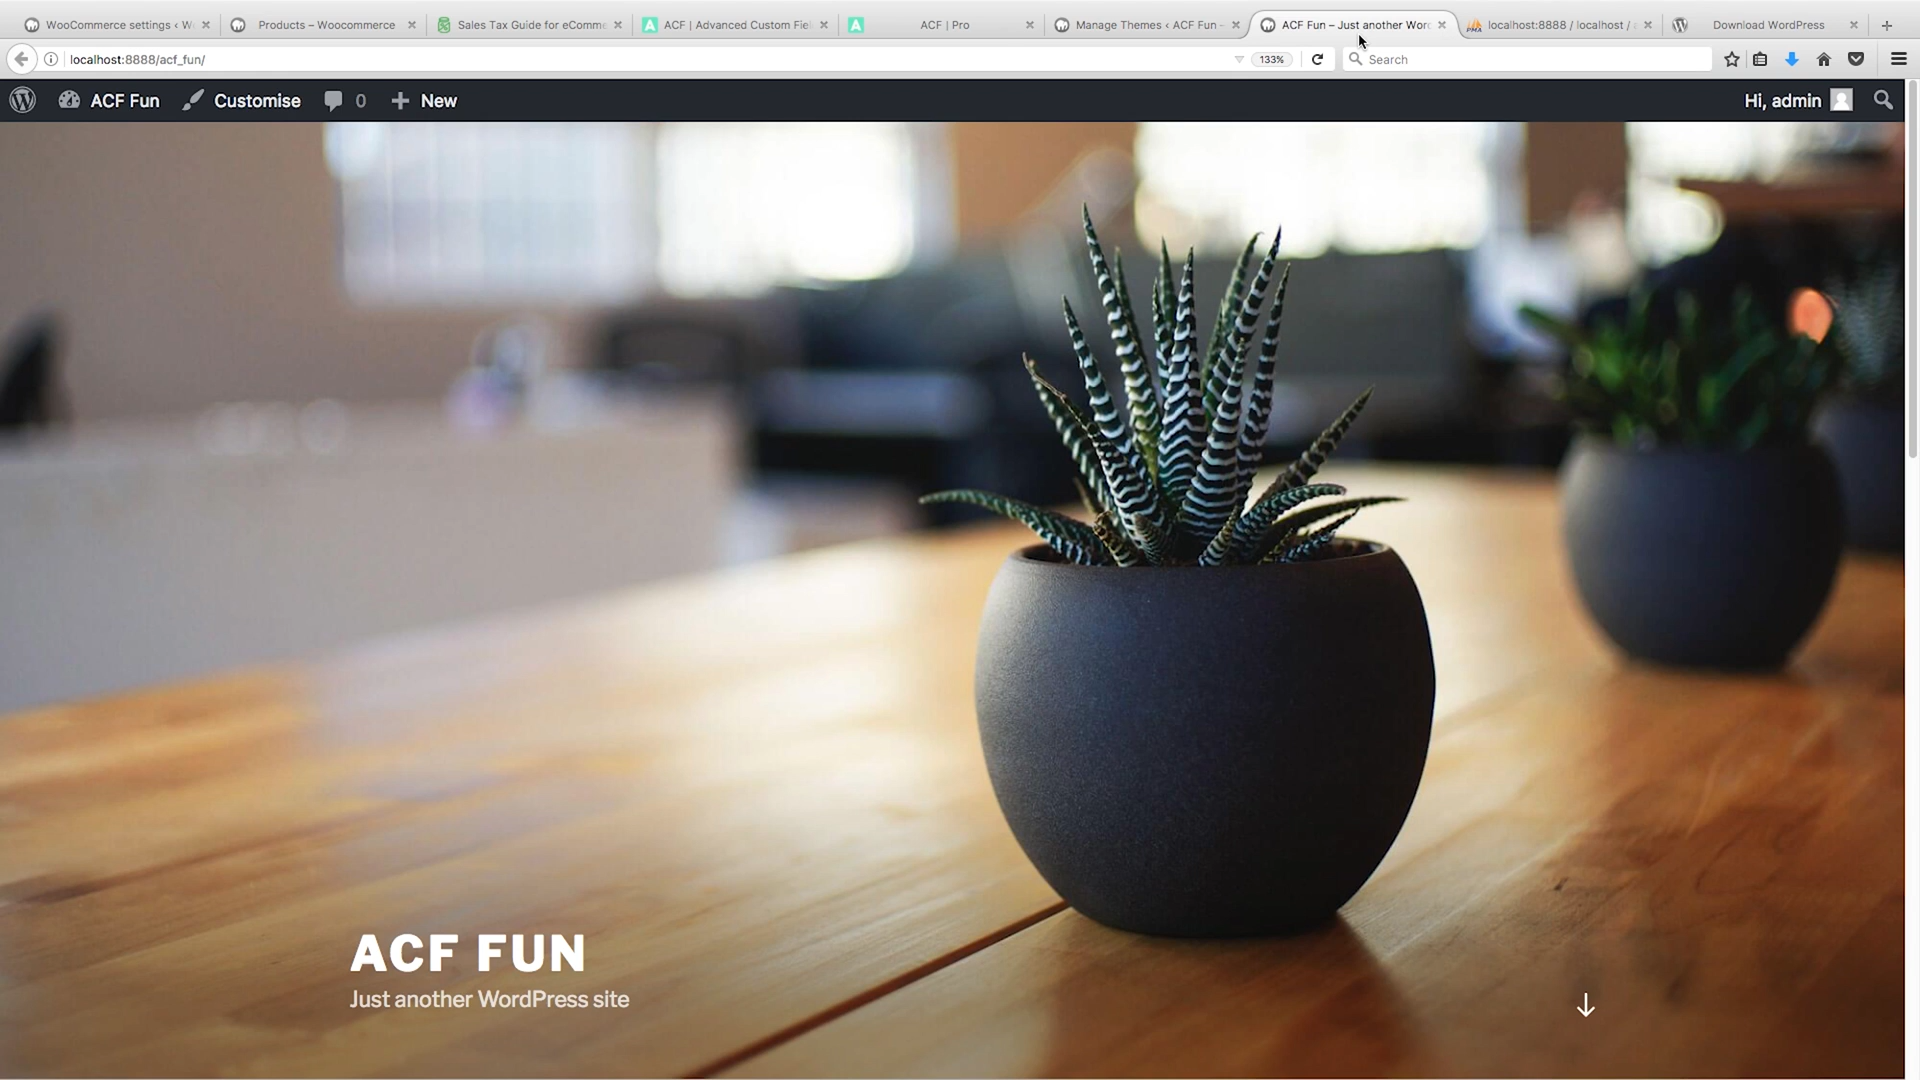 WooCommerce settings ‹ W
Products – Woocommerce
Sales Tax Guide for eComme
ACF | Advanced Custom Fie
ACF | Pro
Manage Themes ‹ ACF Fun –
ACF Fun – Just another Wor
localhost:8888 / localhost /
Download WordPress
localhost:8888/acf_fun/
133%
Search
ACF Fun
Customise
0
New
Hi, admin
ACF FUN
Just another WordPress site